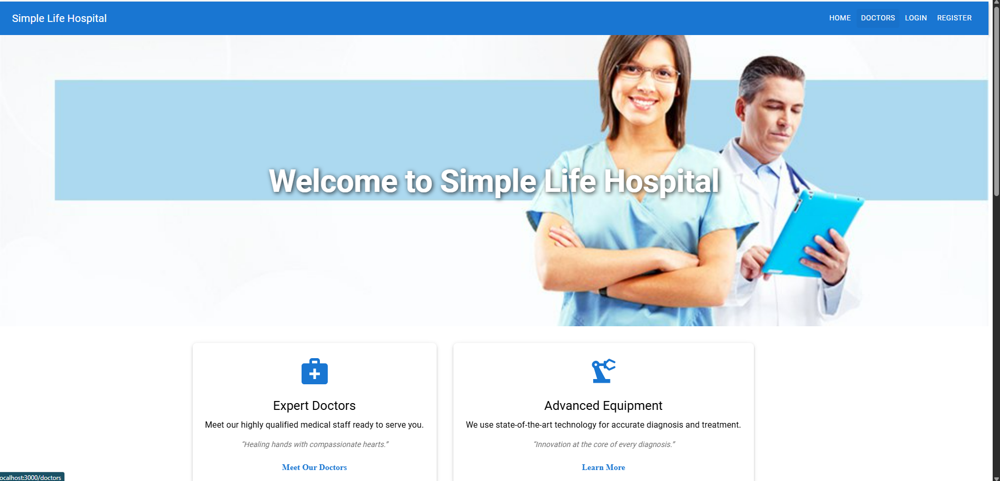 Simple Life Hospital
HOME DOCTORS LOGIN REGISTER
Welcome to Simple Life Hospital
Expert Doctors
Meet our highly qualified medical staff ready to serve you.
“Healing hands with compassionate hearts.”
Meet Our Doctors
Advanced Equipment
We use state-of-the-art technology for accurate diagnosis and treatment.
“Innovation at the core of every diagnosis.”
Learn More
ocalhost:3000/doctors